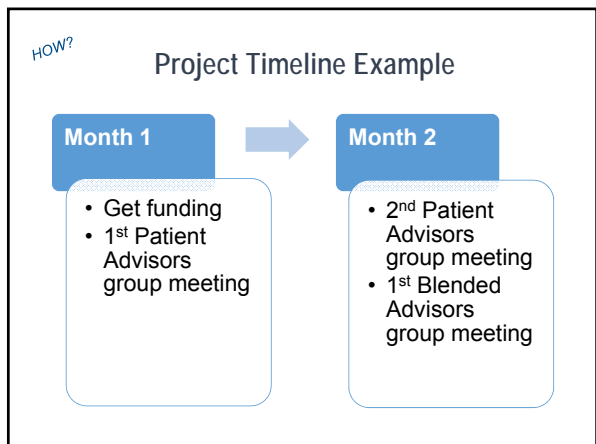 HOW?
Project Timeline Example
Month 1
• Get funding
• 1st Patient
Advisors
group meeting
Month 2
• 2nd Patient
Advisors
group meeting
• 1st Blended
Advisors
group meeting